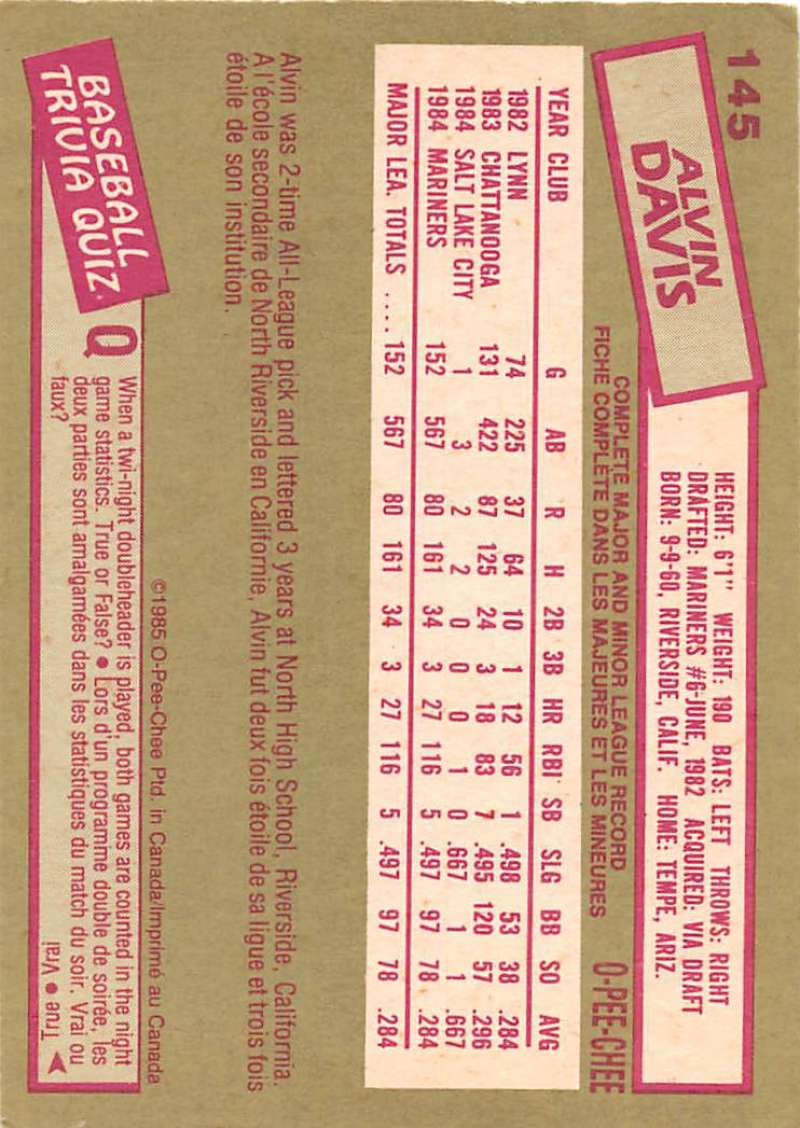 145
ALVIN
DAVIS
HEIGHT: 6'1" WEIGHT: 190 BATS: LEFT THROWS: RIGHT
DRAFTED: MARINERS #6-JUNE, 1982 ACQUIRED: VIA DRAFT
BORN: 9-9-60, RIVERSIDE, CALIF. HOME: TEMPE, ARIZ.
COMPLETE MAJOR AND MINOR LEAGUE RECORD
FICHE COMPLÈTE DANS LES MAJEURES ET LES MINEURES
O-PEE-CHEE
YEAR CLUB G AB R H 2B 3B HR RBI SB SLG BB SO AVG
1982 LYNN 74 225 37 64 10 1 12 56 1 .498 53 38 .284
1983 CHATTANOOGA 131 422 87 125 24 3 18 83 7 .495 120 57 .296
1984 SALT LAKE CITY 1 3 2 2 0 0 0 1 0 .667 1 1 .667
1984 MARINERS 152 567 80 161 34 3 27 116 5 .497 97 78 .284
MAJOR LEA. TOTALS .... 152 567 80 161 34 3 27 116 5 .497 97 78 .284
Alvin was 2-time All-League pick and lettered 3 years at North High School, Riverside, California.
A l'école secondaire de North Riverside en Californie, Alvin fut deux fois étoile de sa ligue et trois fois
étoile de son institution.
©1985 O-Pee-Chee Ptd. in Canada/Imprimé au Canada
BASEBALL
TRIVIA QUIZ
Q
When a twi-night doubleheader is played, both games are counted in the night
game statistics. True or False? • Lors d'un programme double de soirée, les
deux parties sont amalgamées dans les statistiques du match du soir. Vrai ou
faux?
True • Vrai